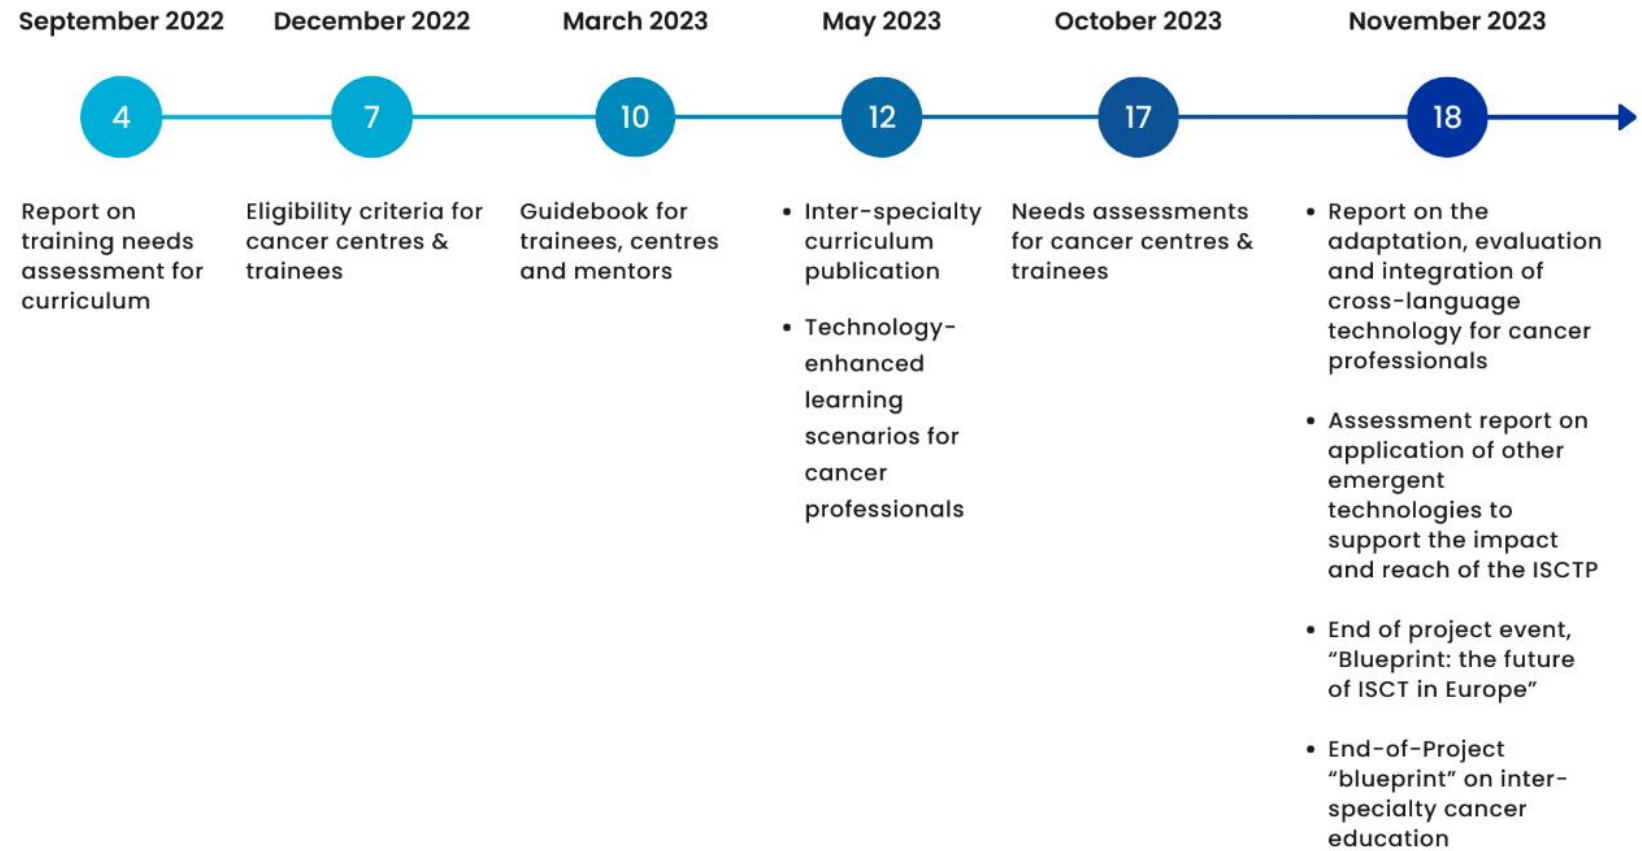 September 2022
December 2022
March 2023
May 2023
October 2023
November 2023
4
7
10
12
17
18
Report on
training needs
assessment for
curriculum
Eligibility criteria for
cancer centres &
trainees
Guidebook for
trainees, centres
and mentors
• Inter-specialty
curriculum
publication
• Technology-
enhanced
learning
scenarios for
cancer
professionals
Needs assessments
for cancer centres &
trainees
• Report on the
adaptation, evaluation
and integration of
cross-language
technology for cancer
professionals
• Assessment report on
application of other
emergent
technologies to
support the impact
and reach of the ISCTP
• End of project event,
“Blueprint: the future
of ISCT in Europe”
• End-of-Project
“blueprint” on inter-
specialty cancer
education